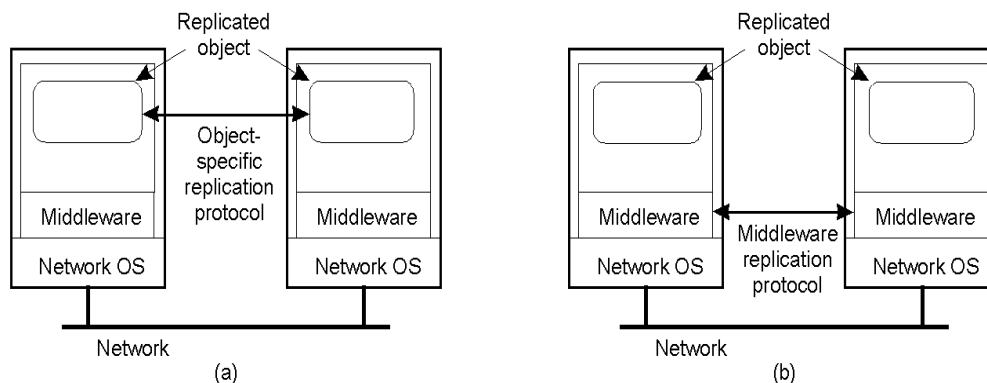 Replicated
object
Object-
specific
replication
protocol
Middleware
Middleware
Network OS
Network OS
Network
(a)
Replicated
object
Middleware
Middleware
Middleware
replication
protocol
Network OS
Network OS
Network
(b)